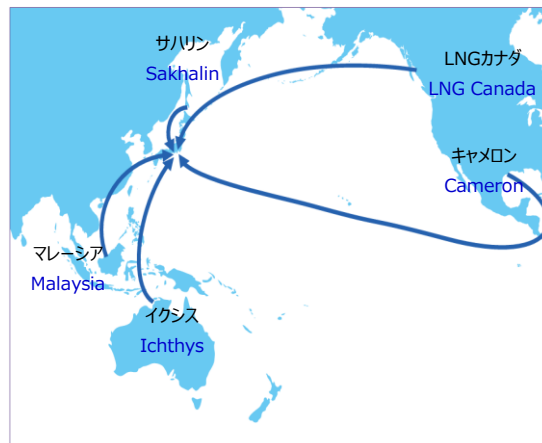 サハリン
Sakhalin
LNGカナダ
LNG Canada
キャメロン
Cameron
マレーシア
Malaysia
イクシス
Ichthys